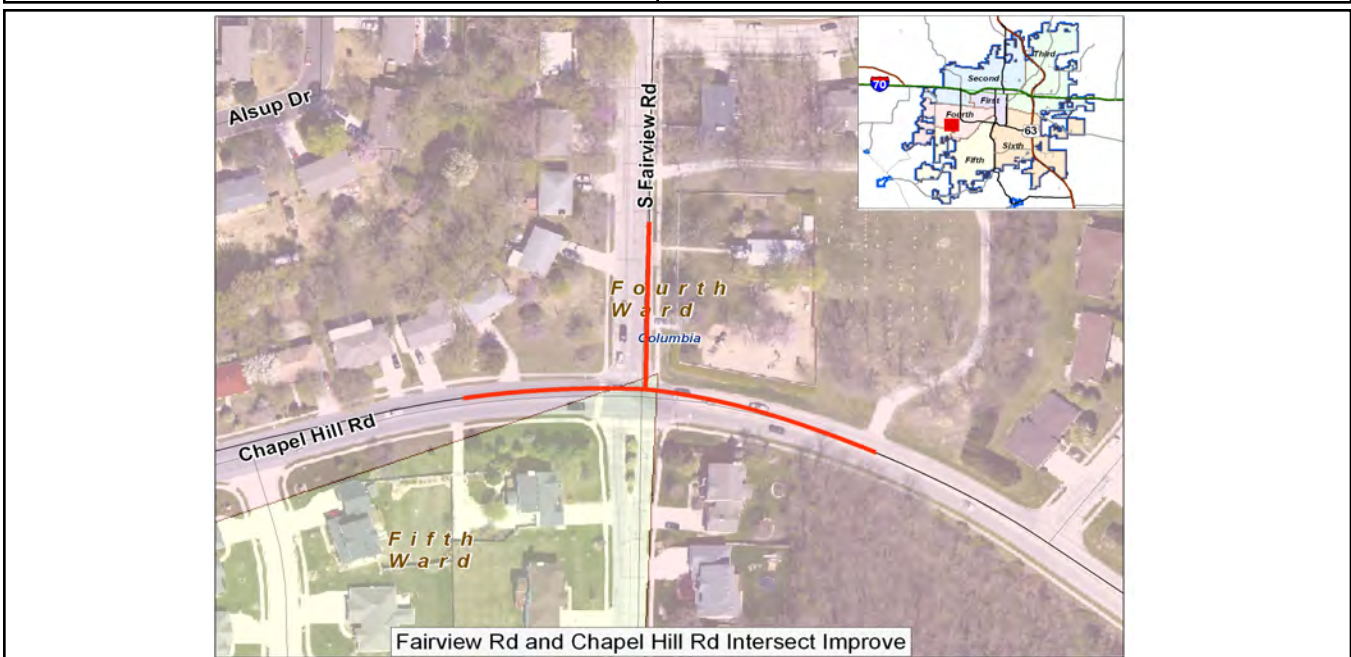 Alsup Dr
S Fairview Rd
Third
Second
70
First
Fourth
63
Sixth
Fifth
Fourth
Ward
Columbia
Chapel Hill Rd
Fifth
Ward
Fairview Rd and Chapel Hill Rd Intersect Improve